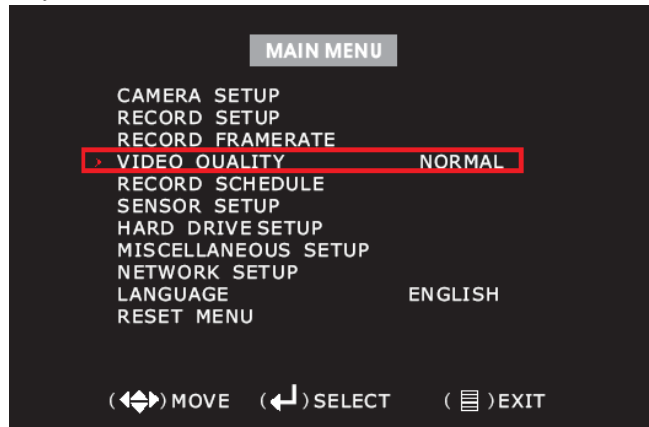 MAIN MENU
CAMERA SETUP
RECORD SETUP
RECORD FRAMERATE
VIDEO OUALITY NORMAL
RECORD SCHEDULE
SENSOR SETUP
HARD DRIVE SETUP
MISCELLANEOUS SETUP
NETWORK SETUP
LANGUAGE ENGLISH
RESET MENU
( ) MOVE ( ) SELECT ( ) EXIT